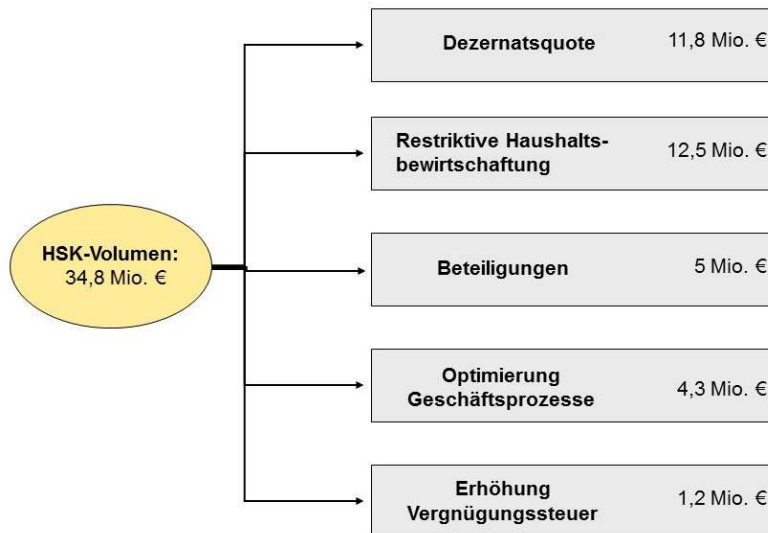 HSK-Volumen:
34,8 Mio. €
Dezernatsquote 11,8 Mio. €
Restriktive Haushalts-
bewirtschaftung 12,5 Mio. €
Beteiligungen 5 Mio. €
Optimierung
Geschäftsprozesse 4,3 Mio. €
Erhöhung
Vergnügungssteuer 1,2 Mio. €